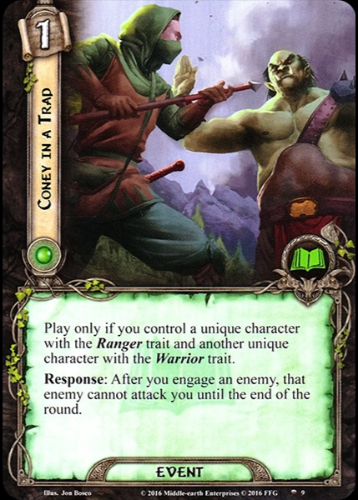 1
CONEY IN A TRAP
Play only if you control a unique character
with the Ranger trait and another unique
character with the Warrior trait.
Response: After you engage an enemy, that
enemy cannot attack you until the end of
the round.
EVENT
Illus. Jon Bosco © 2016 Middle-earth Enterprises © 2016 FFG 9